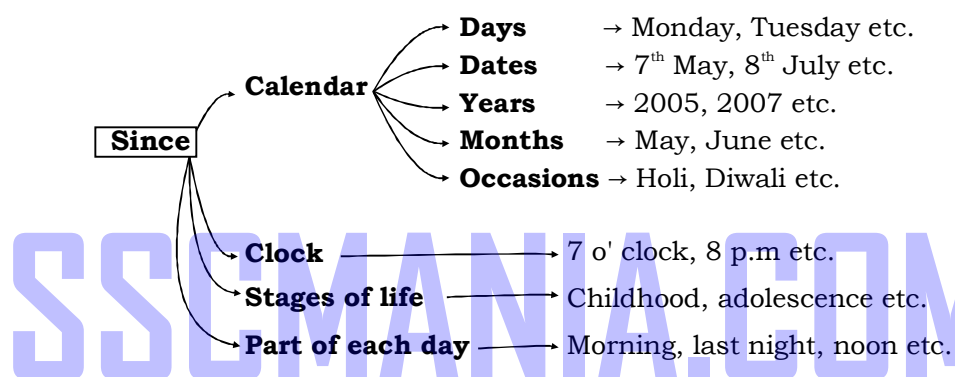 Days → Monday, Tuesday etc.
Dates → 7th May, 8th July etc.
Calendar
Years → 2005, 2007 etc.
Since
Months → May, June etc.
Occasions → Holi, Diwali etc.
Clock → 7 o' clock, 8 p.m etc.
Stages of life → Childhood, adolescence etc.
Part of each day → Morning, last night, noon etc.
SSCMANIA.COM